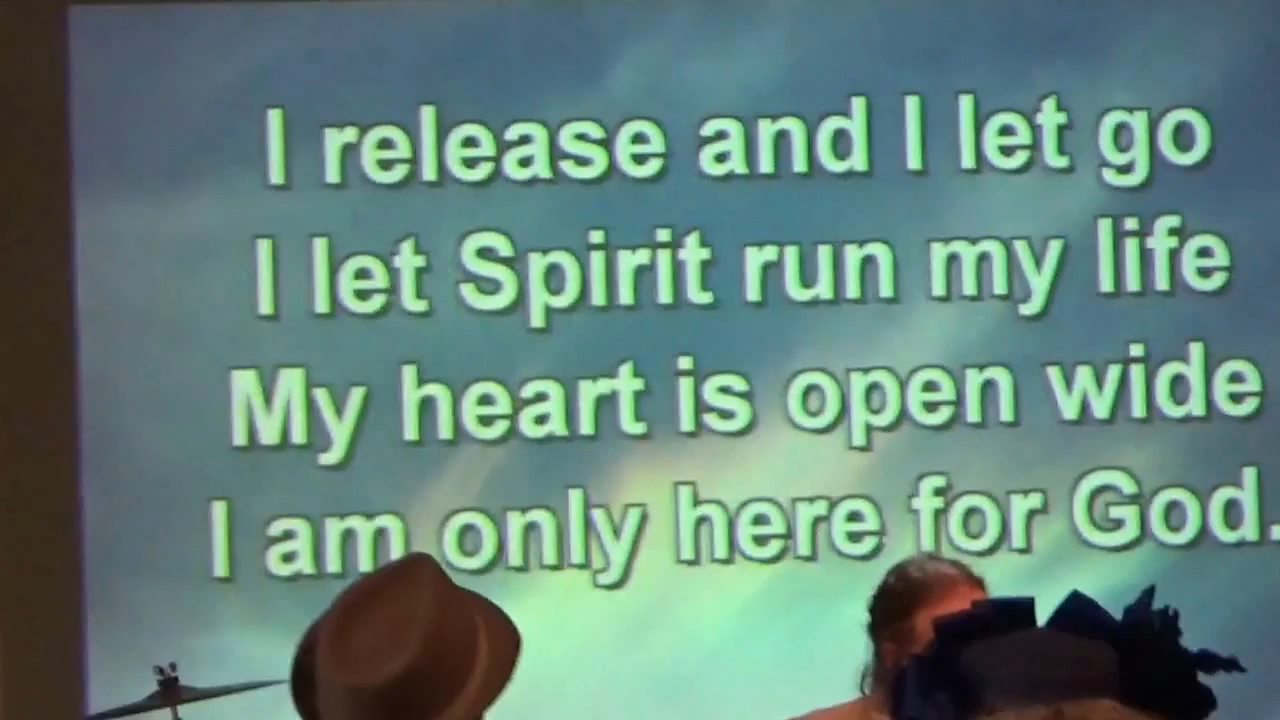 I release and I let go
I let Spirit run my life
My heart is open wide
I am only here for God.